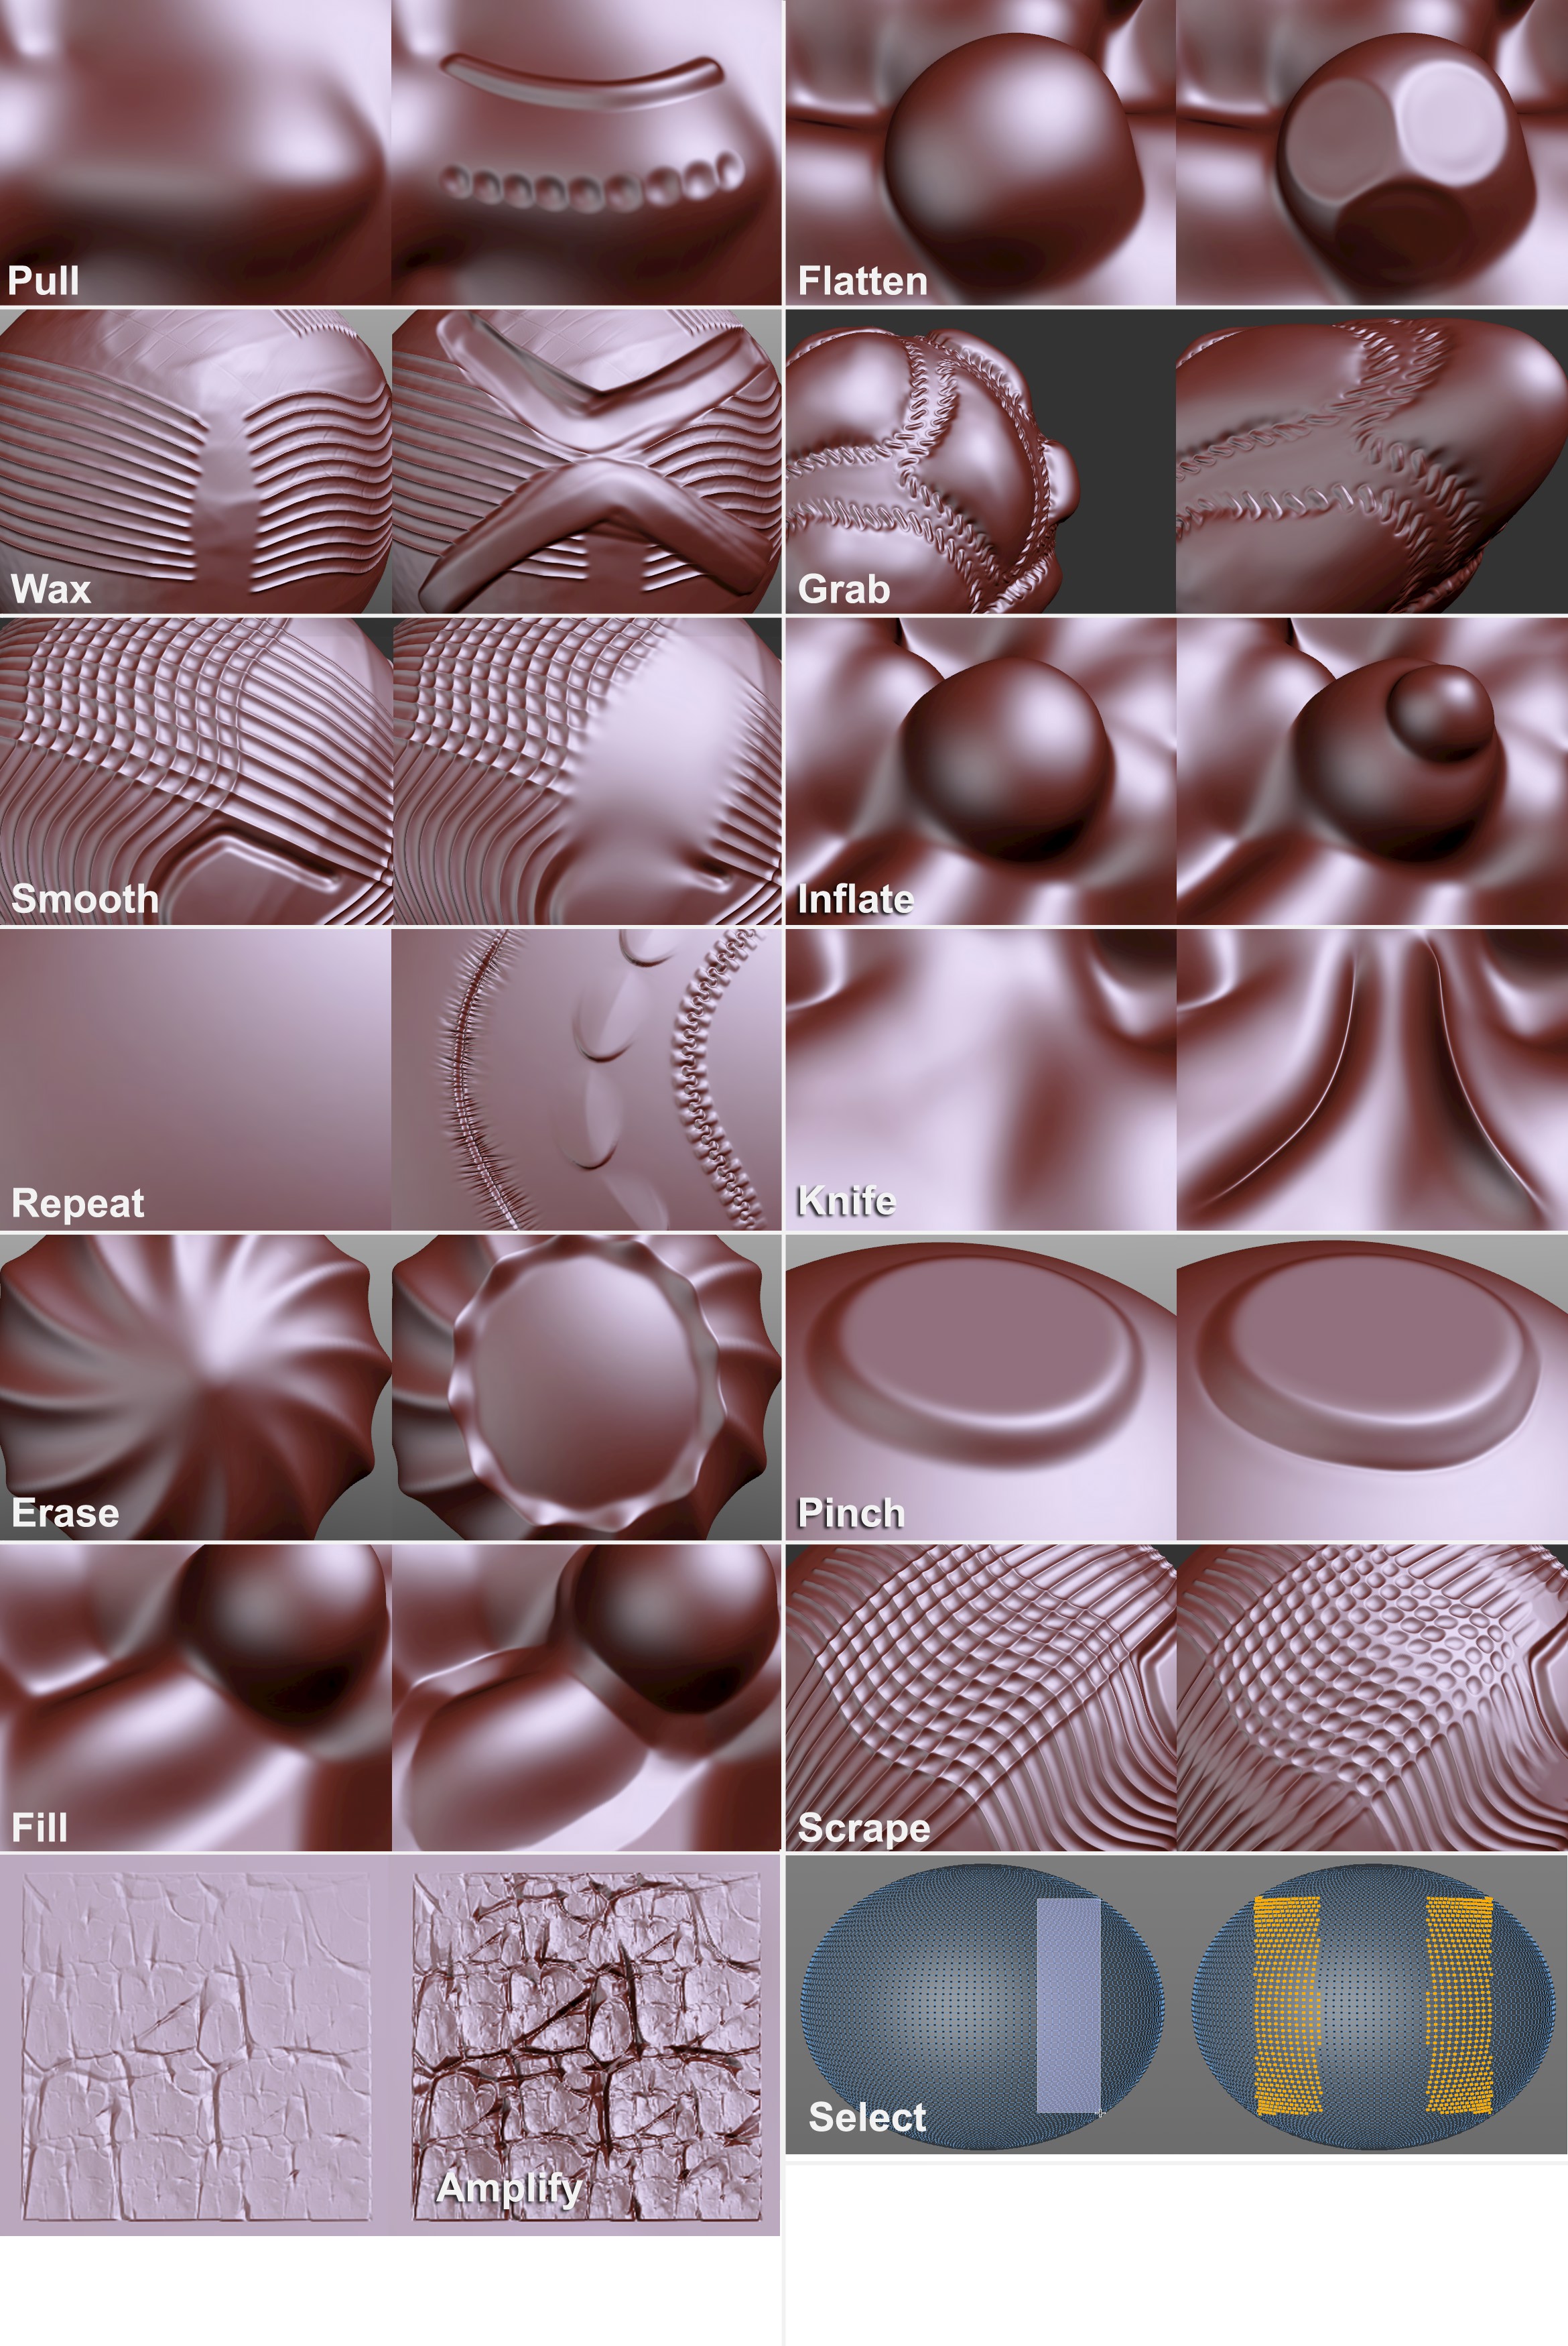 Pull
Flatten
Wax
Grab
Smooth
Inflate
Repeat
Knife
Erase
Pinch
Fill
Scrape
Amplify
Select